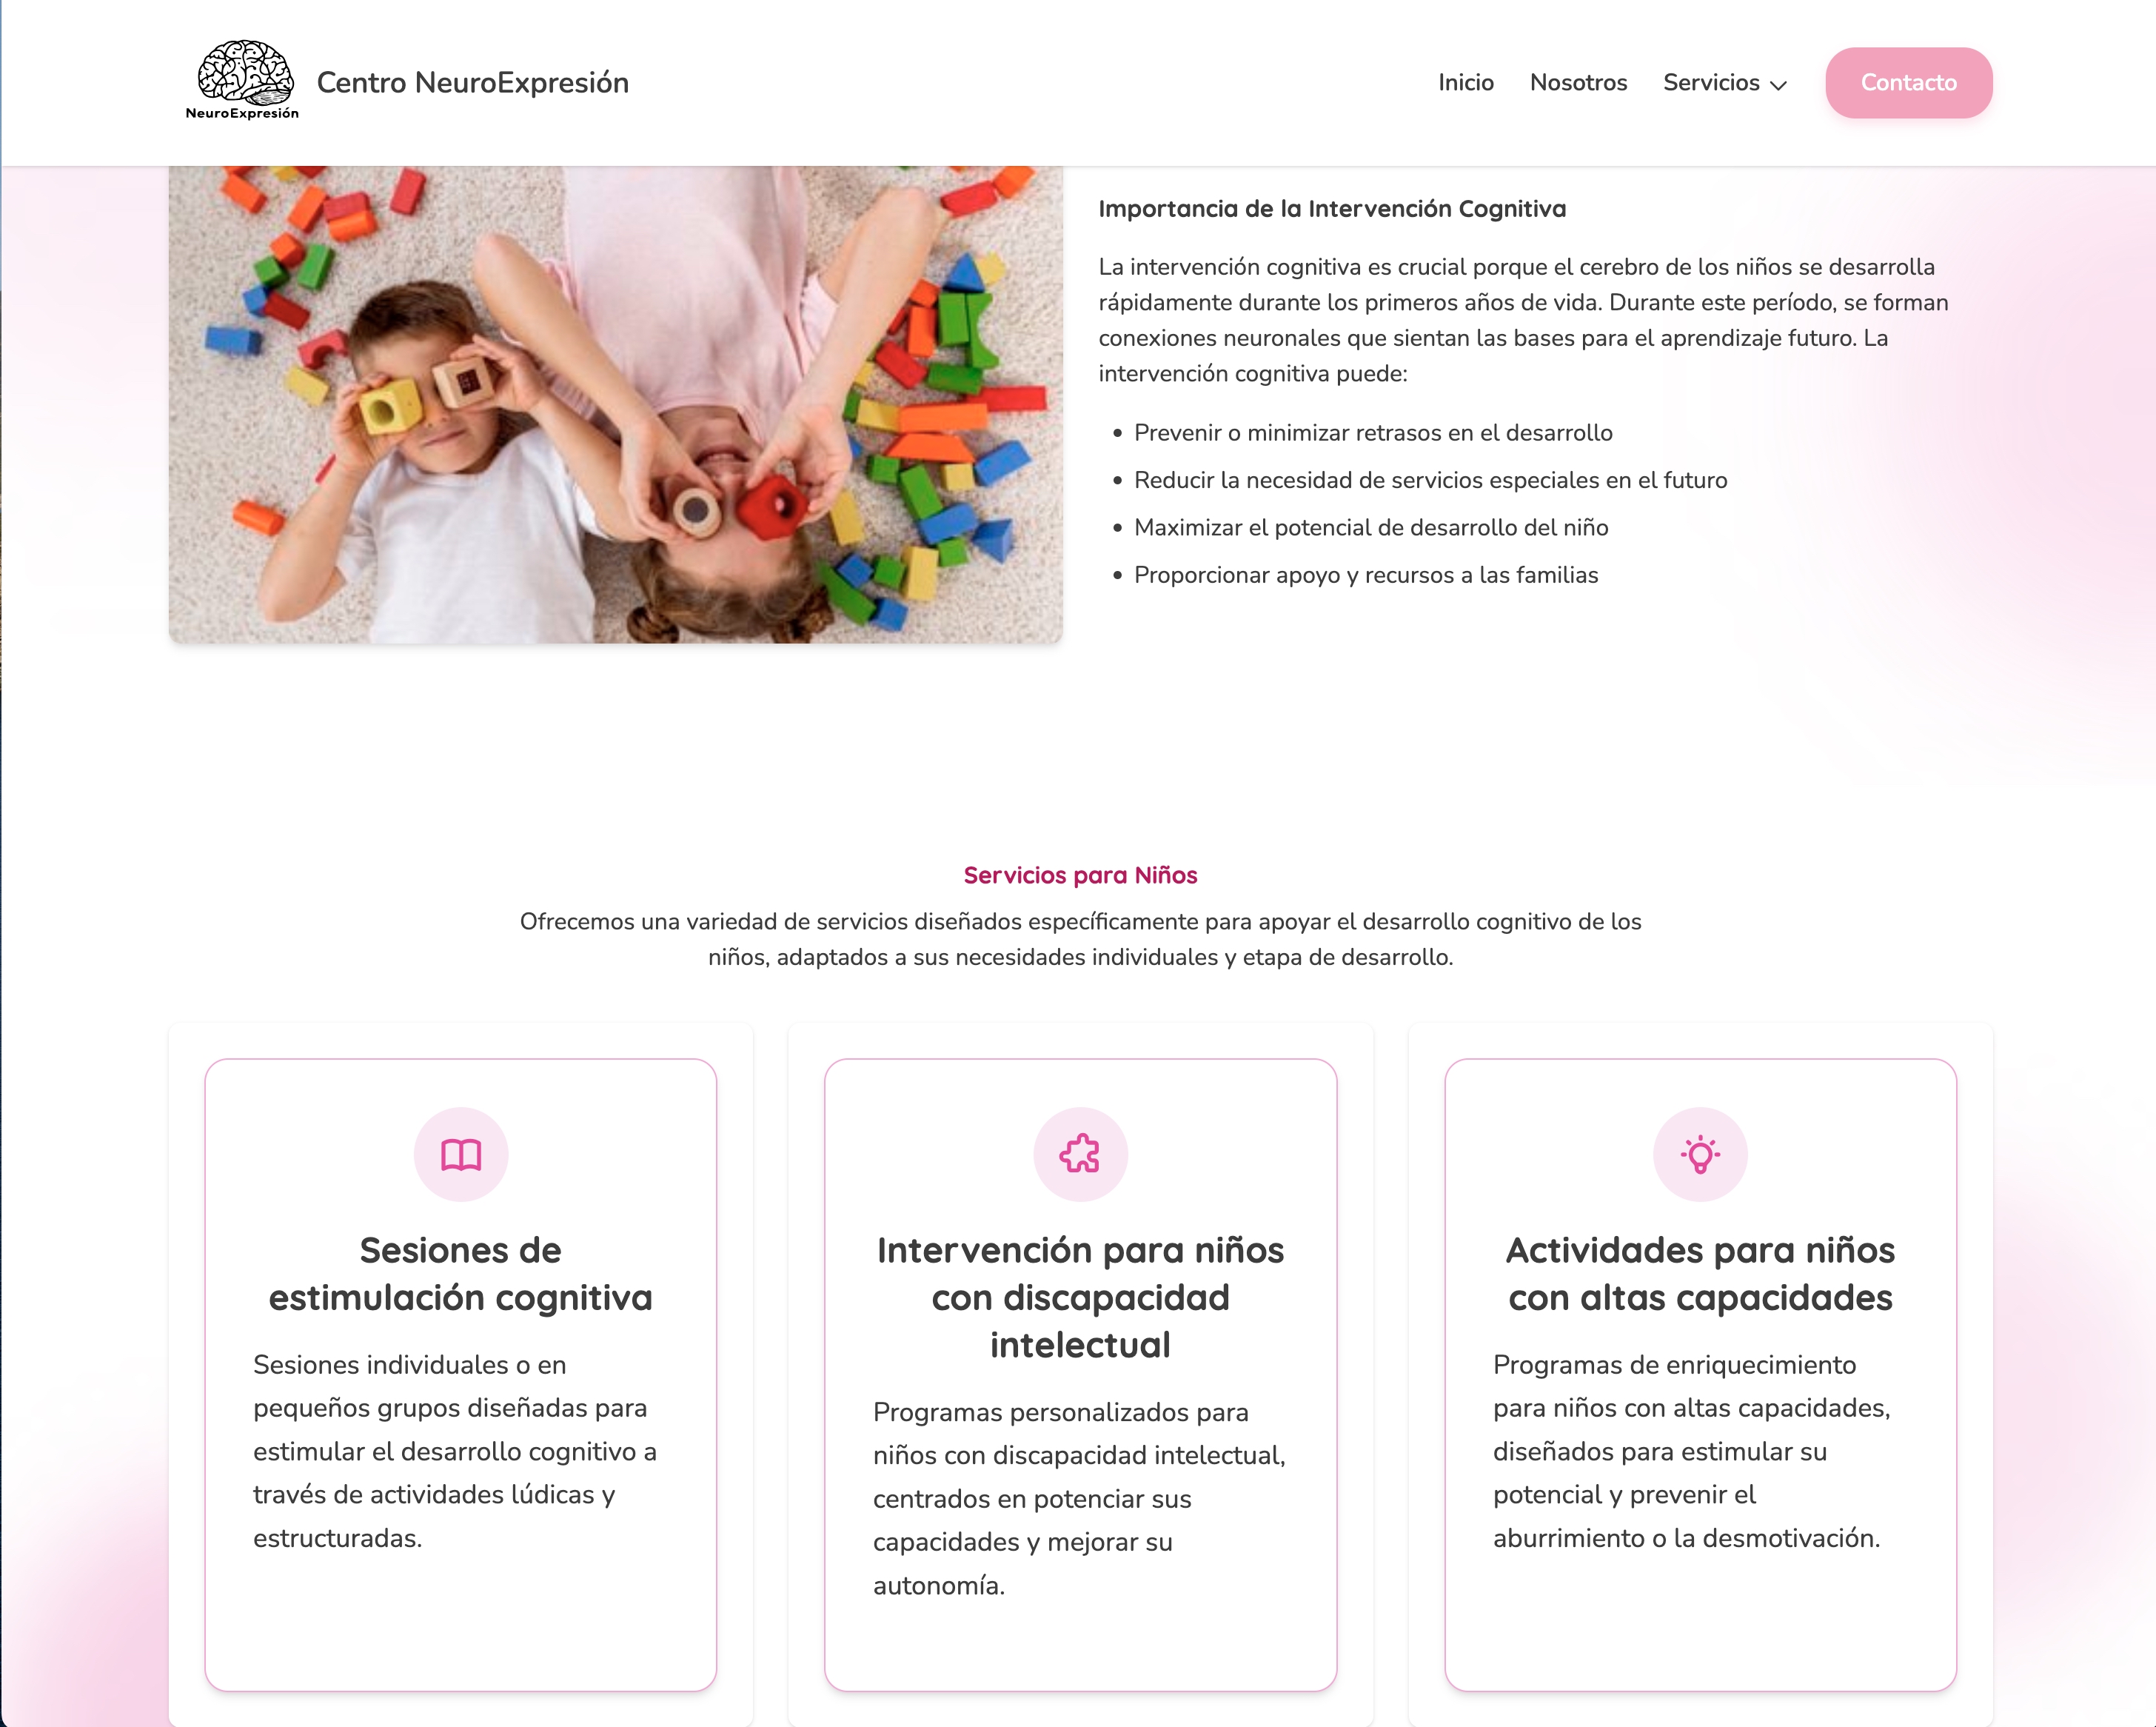 NeuroExpresión
Centro NeuroExpresión
Inicio
Nosotros
Servicios
Contacto
Importancia de la Intervención Cognitiva
La intervención cognitiva es crucial porque el cerebro de los niños se desarrolla
rápidamente durante los primeros años de vida. Durante este período, se forman
conexiones neuronales que sientan las bases para el aprendizaje futuro. La
intervención cognitiva puede:
Prevenir o minimizar retrasos en el desarrollo
Reducir la necesidad de servicios especiales en el futuro
Maximizar el potencial de desarrollo del niño
Proporcionar apoyo y recursos a las familias
Servicios para Niños
Ofrecemos una variedad de servicios diseñados específicamente para apoyar el desarrollo cognitivo de los
niños, adaptados a sus necesidades individuales y etapa de desarrollo.
Sesiones de
estimulación cognitiva
Sesiones individuales o en
pequeños grupos diseñadas para
estimular el desarrollo cognitivo a
través de actividades lúdicas y
estructuradas.
Intervención para niños
con discapacidad
intelectual
Programas personalizados para
niños con discapacidad intelectual,
centrados en potenciar sus
capacidades y mejorar su
autonomía.
Actividades para niños
con altas capacidades
Programas de enriquecimiento
para niños con altas capacidades,
diseñados para estimular su
potencial y prevenir el
aburrimiento o la desmotivación.